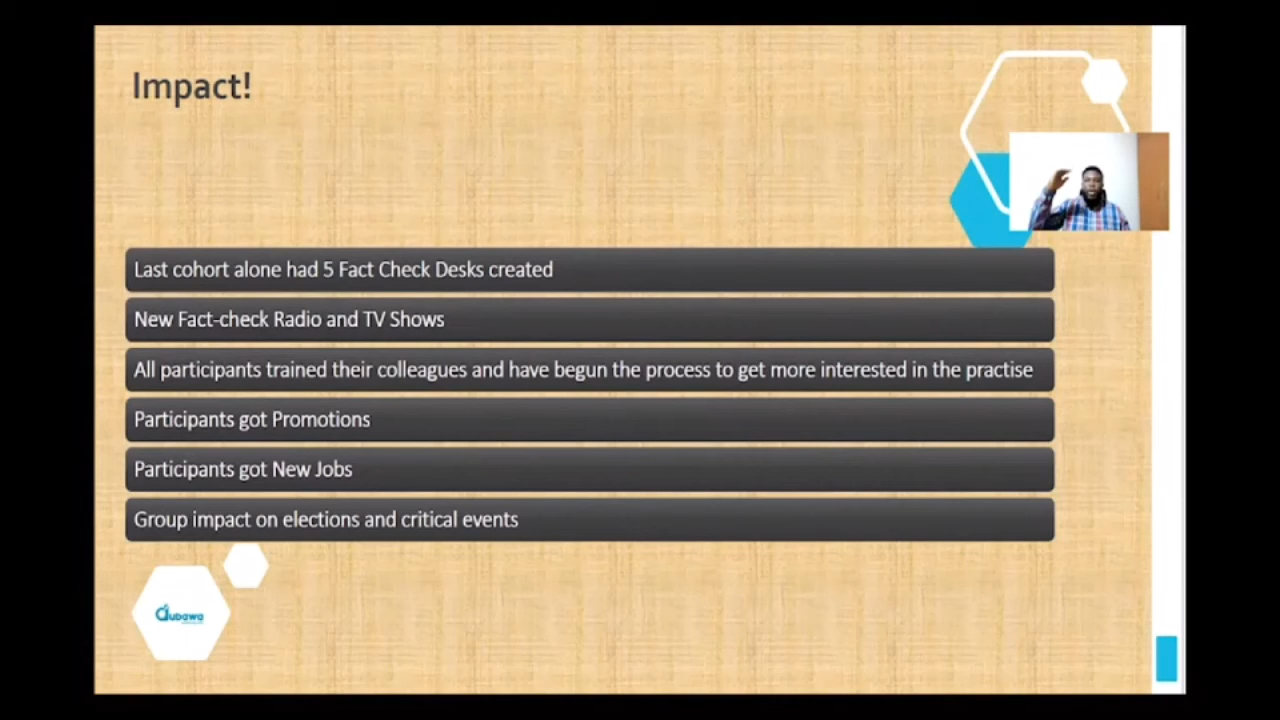 Impact!
Last cohort alone had 5 Fact Check Desks created
New Fact-check Radio and TV Shows
All participants trained their colleagues and have begun the process to get more interested in the practise
Participants got Promotions
Participants got New Jobs
Group impact on elections and critical events
Dubawa